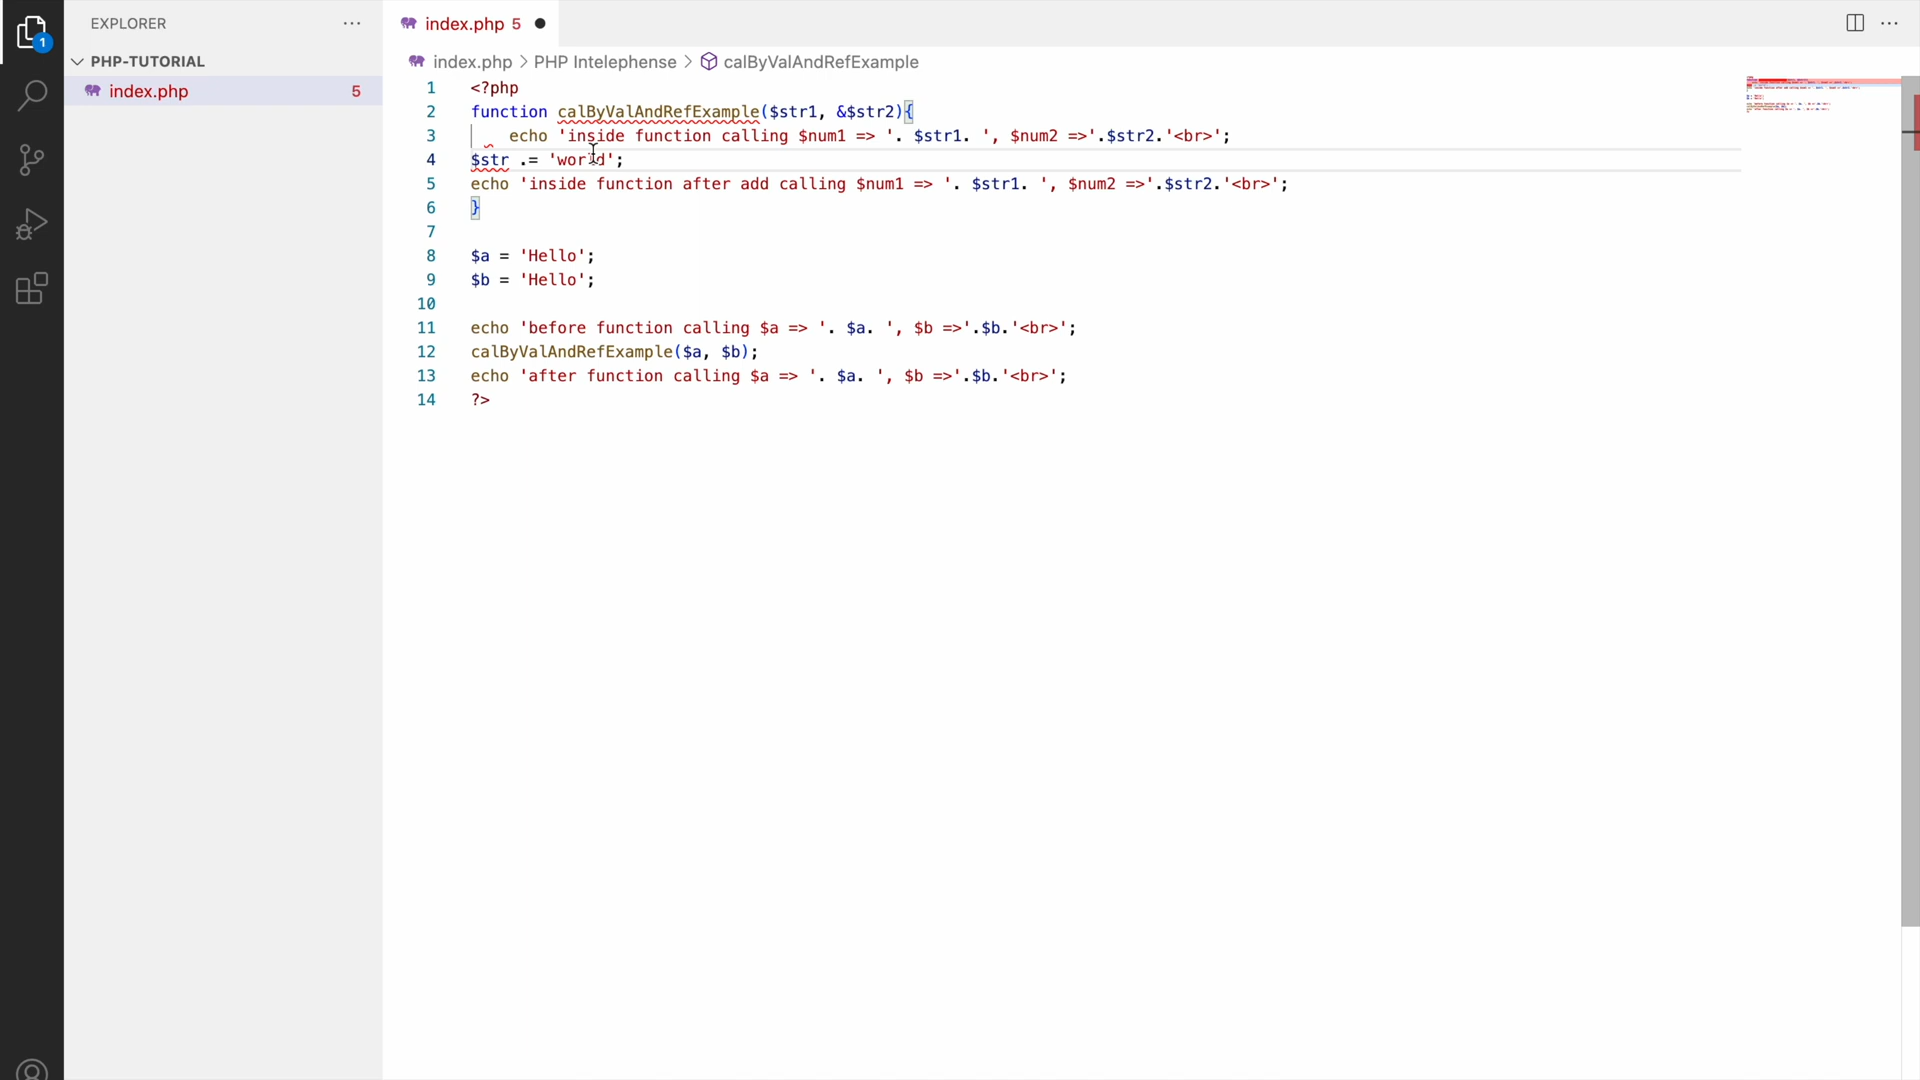 EXPLORER
index.php 5
PHP-TUTORIAL
index.php 5
1
index.php > PHP Intelephense > calByValAndRefExample
1 <?php
2 function calByValAndRefExample($str1, &$str2){
3 echo 'inside function calling $num1 => '. $str1. ', $num2 =>'.$str2.'<br>';
4 $str .= 'world';
5 echo 'inside function after add calling $num1 => '. $str1. ', $num2 =>'.$str2.'<br>';
6 }
7
8 $a = 'Hello';
9 $b = 'Hello';
10
11 echo 'before function calling $a => '. $a. ', $b =>'.$b.'<br>';
12 calByValAndRefExample($a, $b);
13 echo 'after function calling $a => '. $a. ', $b =>'.$b.'<br>';
14 ?>